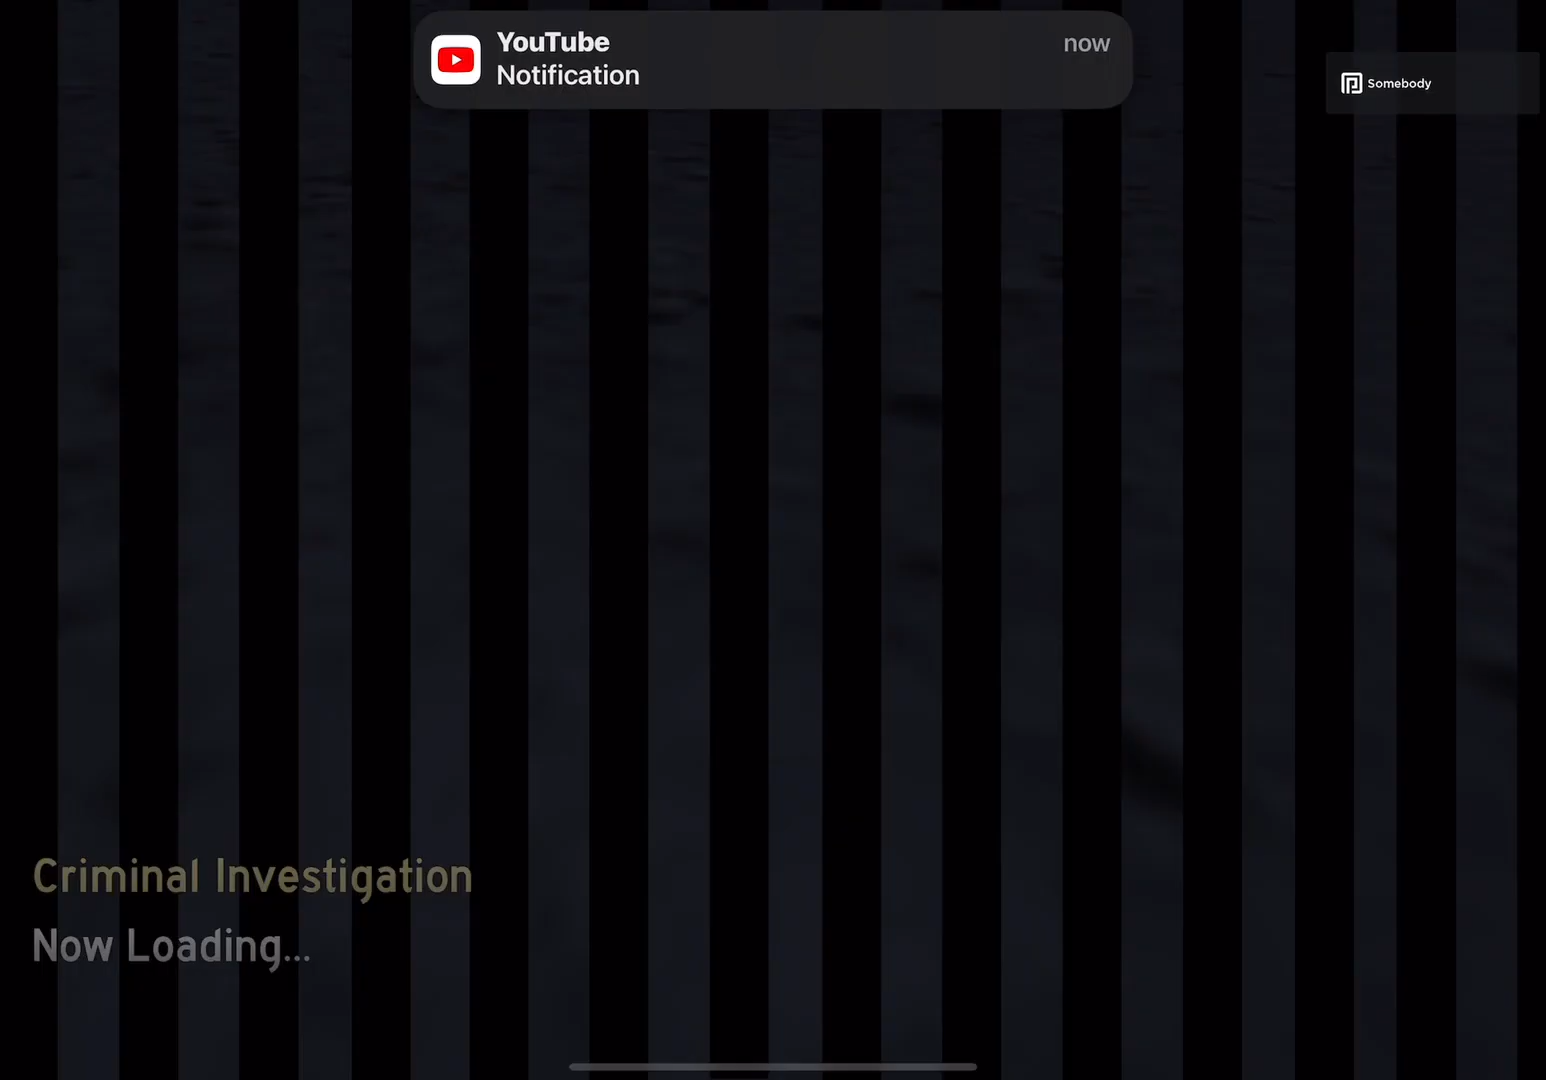 YouTube
now
Notification
Somebody
Criminal Investigation
Now Loading...